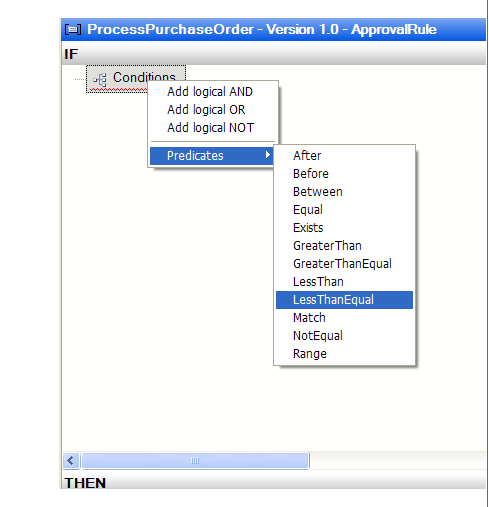 ProcessPurchaseOrder - Version 1.0 - ApprovalRule
IF
Conditions
Add logical AND
Add logical OR
Add logical NOT
Predicates
After
Before
Between
Equal
Exists
GreaterThan
GreaterThanEqual
LessThan
LessThanEqual
Match
NotEqual
Range
THEN